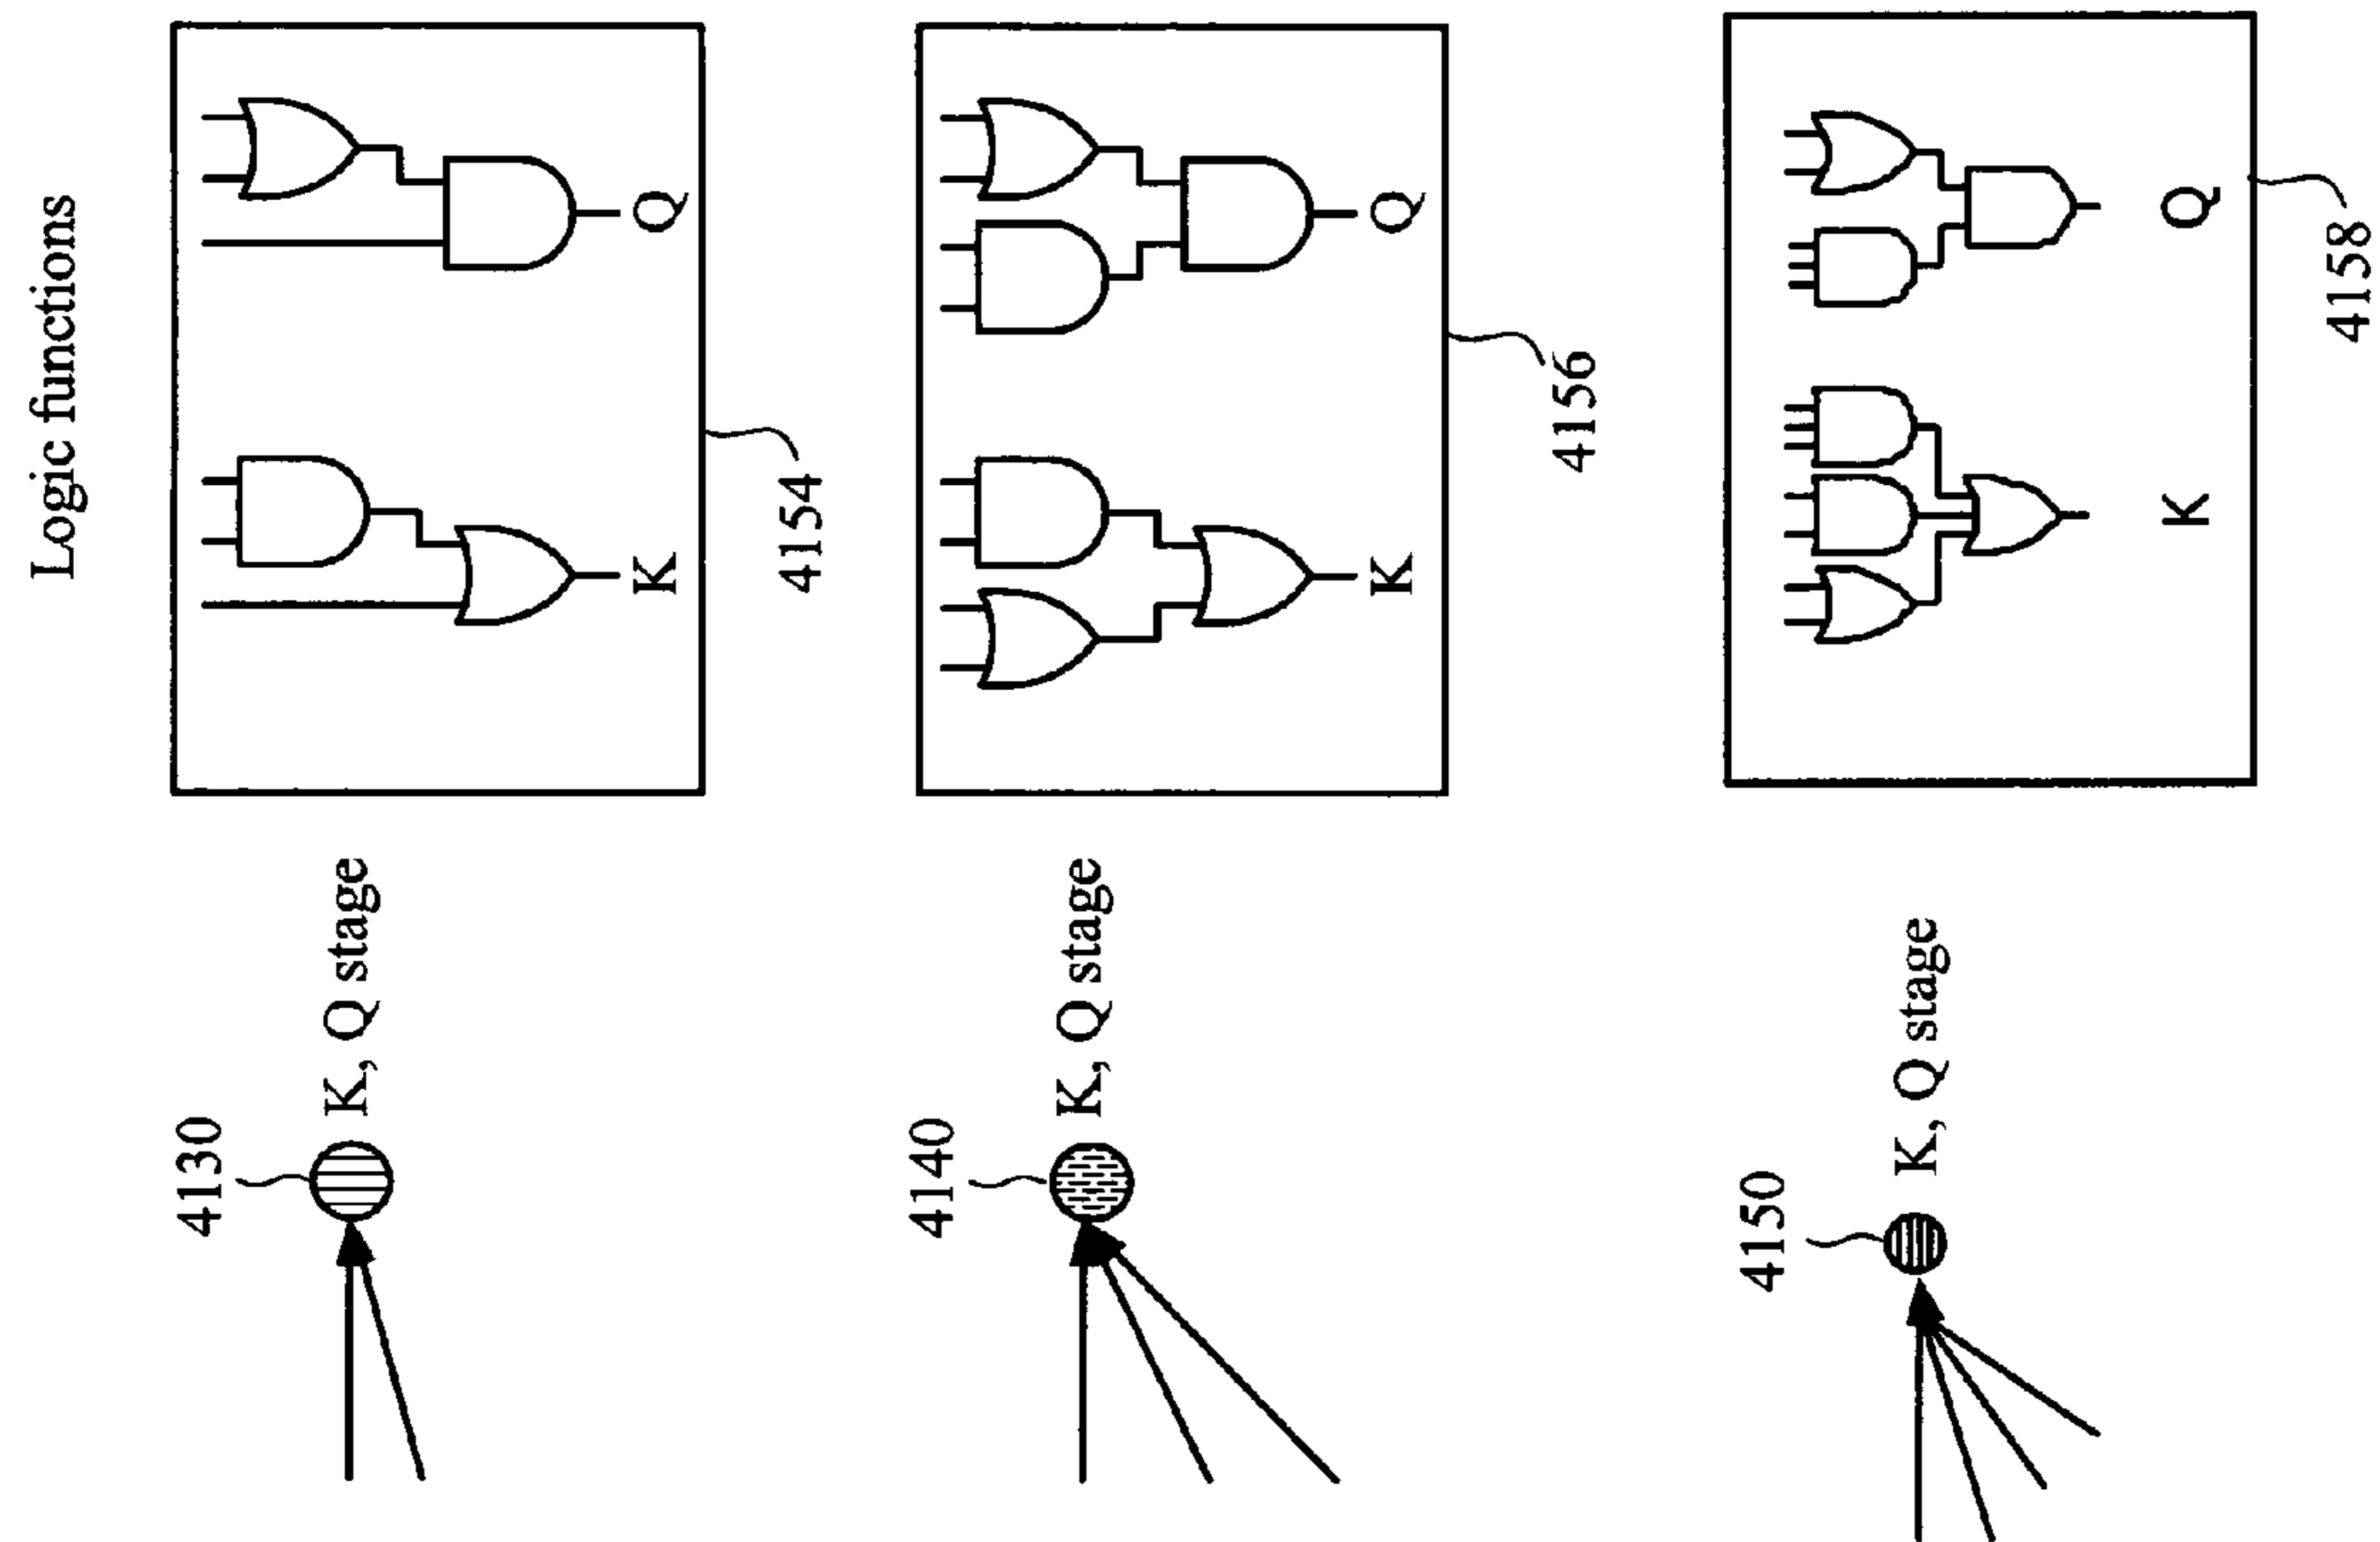 Logic functions
4130
K, Q stage
K
Q
4154
4140
K, Q stage
K
Q
4156
4150
K, Q stage
K
Q
4158